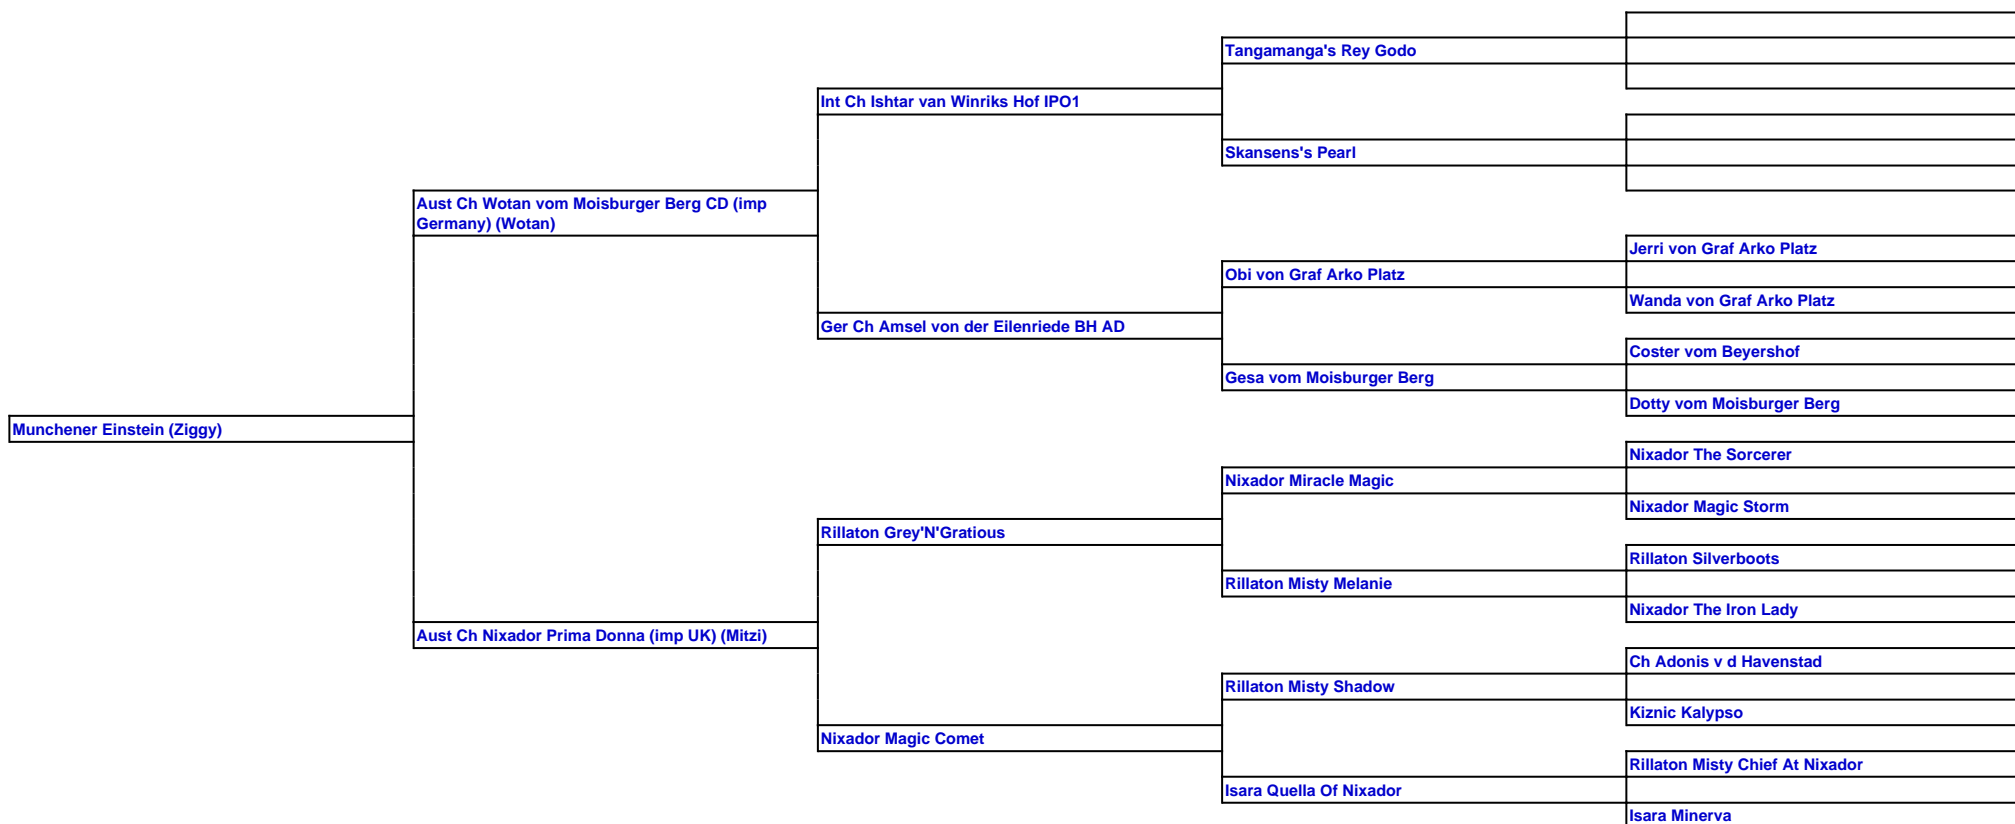 Tangamanga's Rey Godo
Int Ch Ishtar van Winriks Hof IPO1
Skansens's Pearl
Aust Ch Wotan vom Moisburger Berg CD (imp
Germany) (Wotan)
Jerri von Graf Arko Platz
Obi von Graf Arko Platz
Wanda von Graf Arko Platz
Ger Ch Amsel von der Eilenriede BH AD
Coster vom Beyershof
Gesa vom Moisburger Berg
Dotty vom Moisburger Berg
Munchener Einstein (Ziggy)
Nixador The Sorcerer
Nixador Miracle Magic
Nixador Magic Storm
Rillaton Grey'N'Gratious
Rillaton Silverboots
Rillaton Misty Melanie
Nixador The Iron Lady
Aust Ch Nixador Prima Donna (imp UK) (Mitzi)
Ch Adonis v d Havenstad
Rillaton Misty Shadow
Kiznic Kalypso
Nixador Magic Comet
Rillaton Misty Chief At Nixador
Isara Quella Of Nixador
Isara Minerva